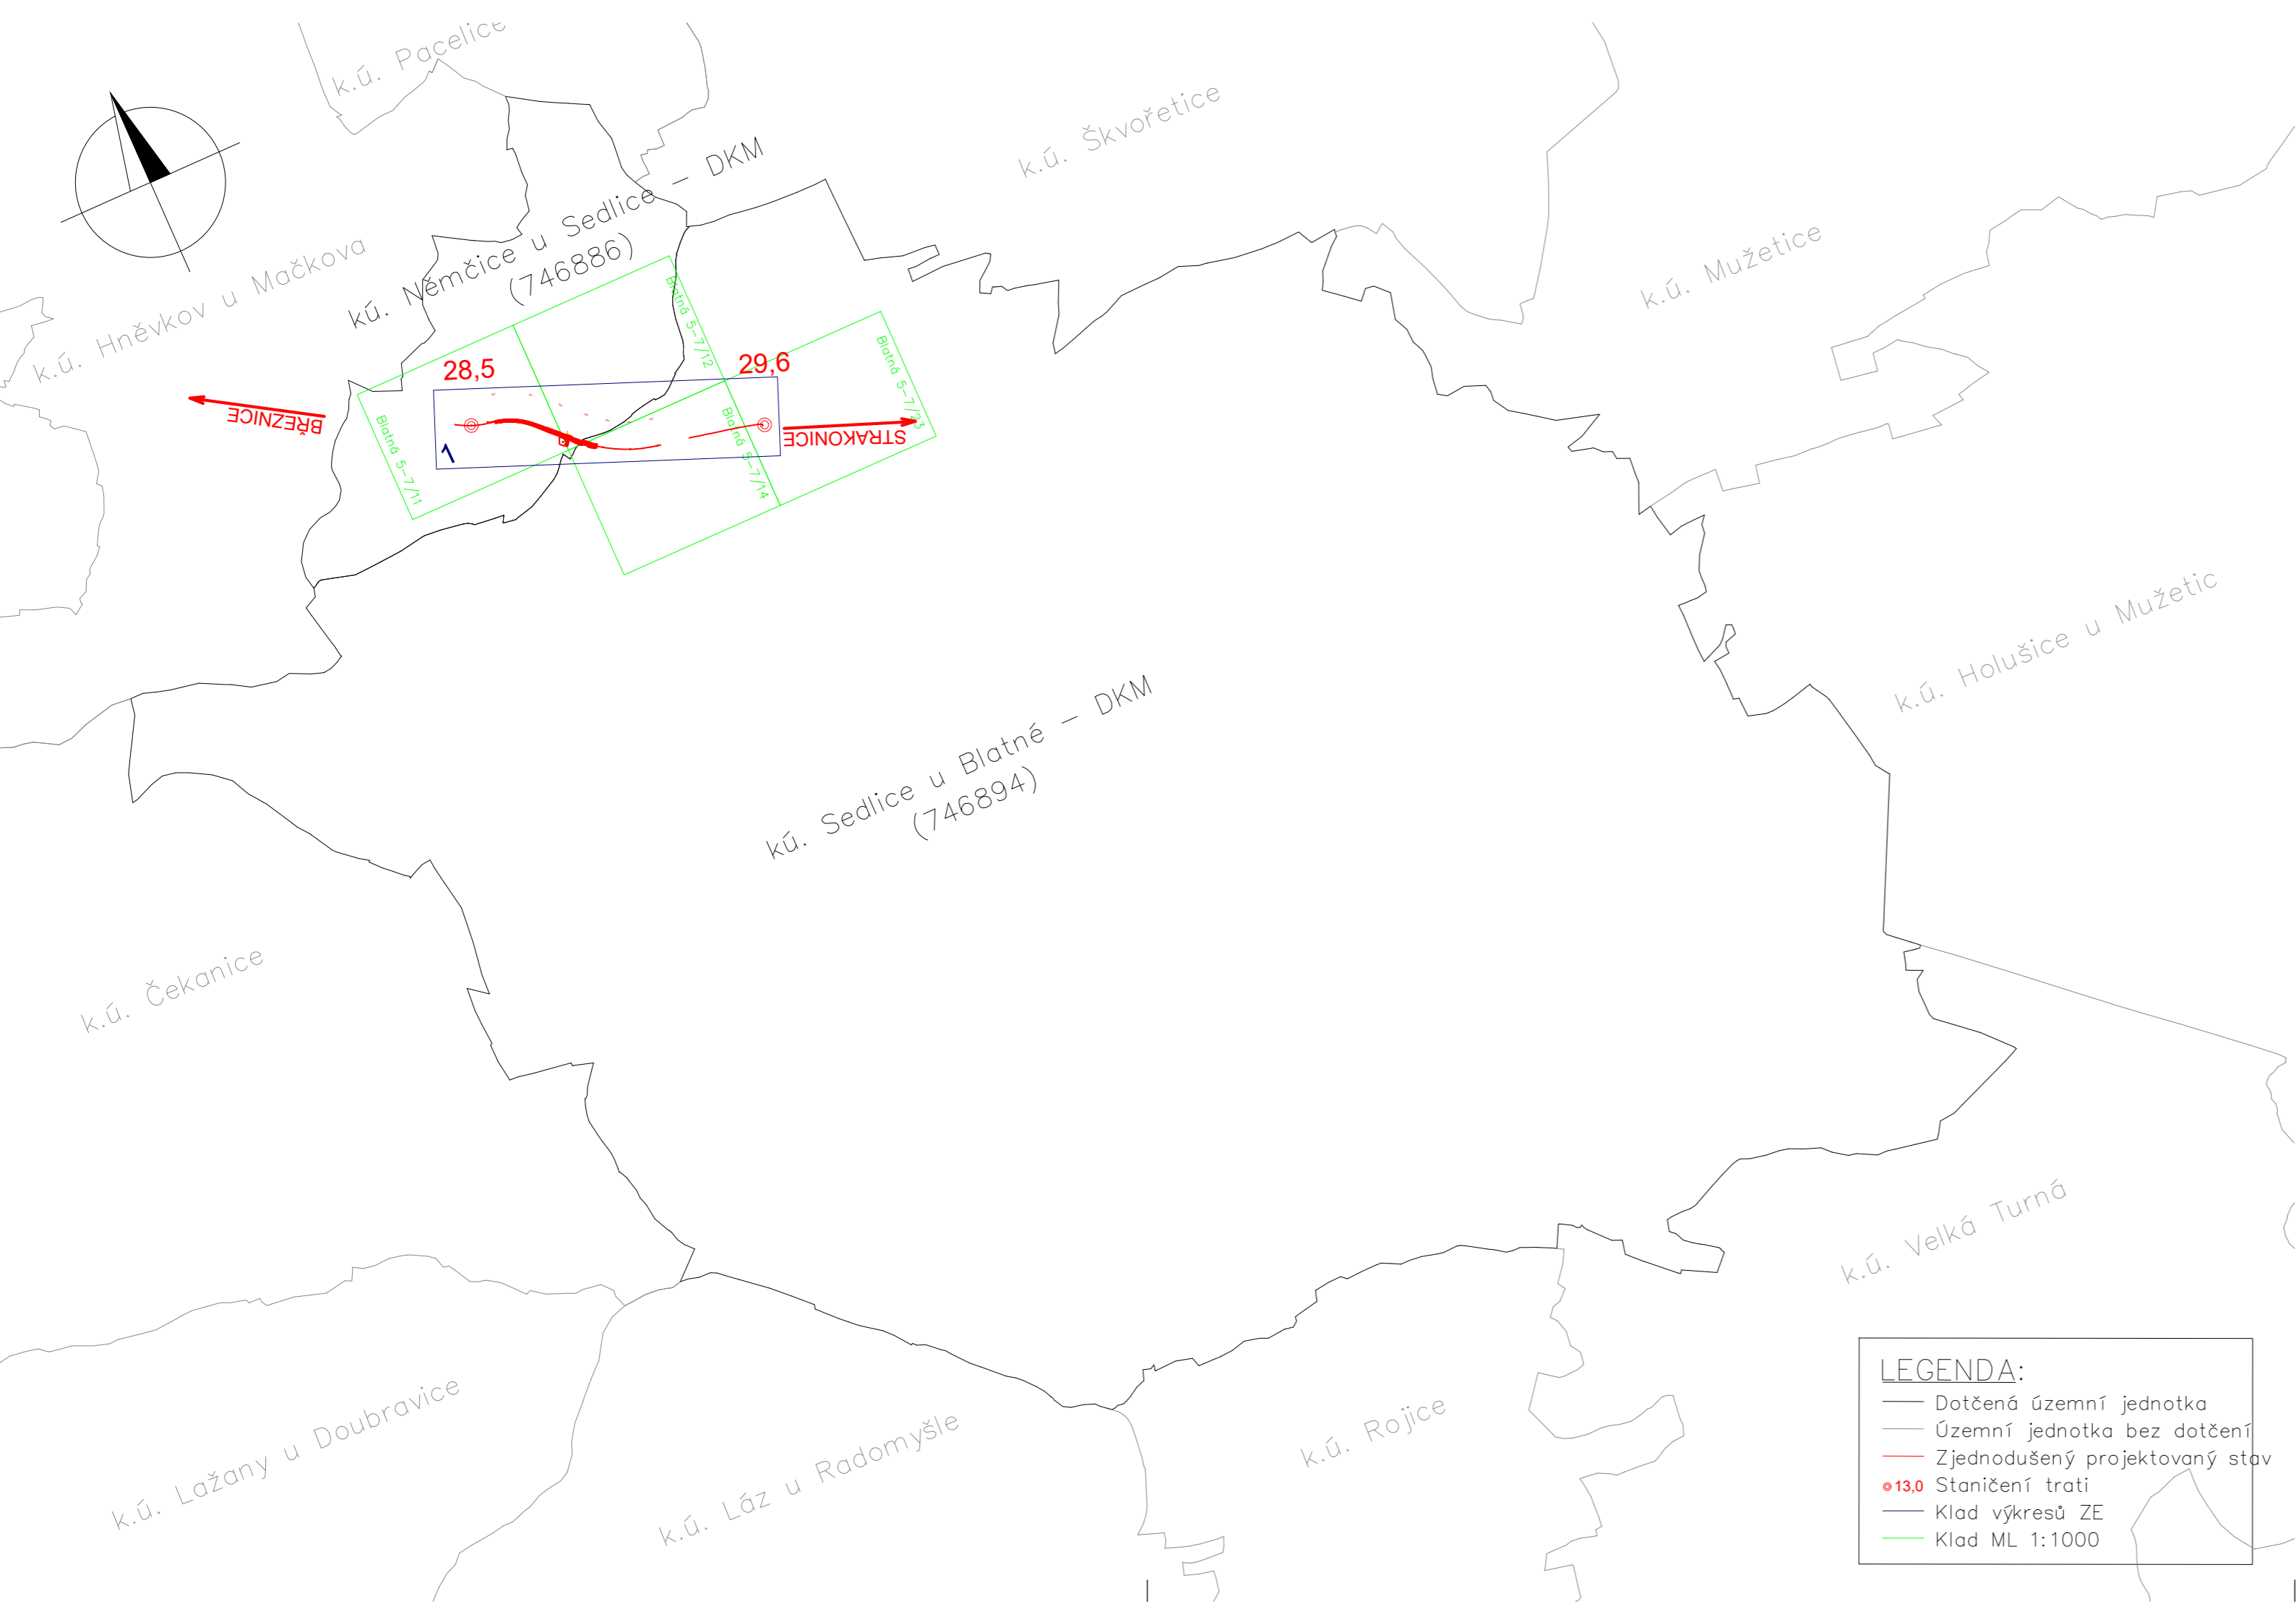 k.ú. Pacelice
k.ú. Škvořetice
k.ú. Hněvkov u Mačkova
kú. Němčice u Sedlice – DKM
(746886)
k.ú. Mužetice
28,5
29,6
BŘEZNICE
STRAKONICE
1
Blatná 5-7/11
Blatná 5-7/12
Blatná 5-7/14
Blatná 5-7/23
k.ú. Holušice u Mužetic
kú. Sedlice u Blatné – DKM
(746894)
k.ú. Čekanice
k.ú. Velká Turná
k.ú. Lažany u Doubravice
k.ú. Láz u Radomyšle
k.ú. Rojice
LEGENDA:
Dotčená územní jednotka
Územní jednotka bez dotčení
Zjednodušený projektovaný stav
13,0 Staničení trati
Klad výkresů ZE
Klad ML 1:1000